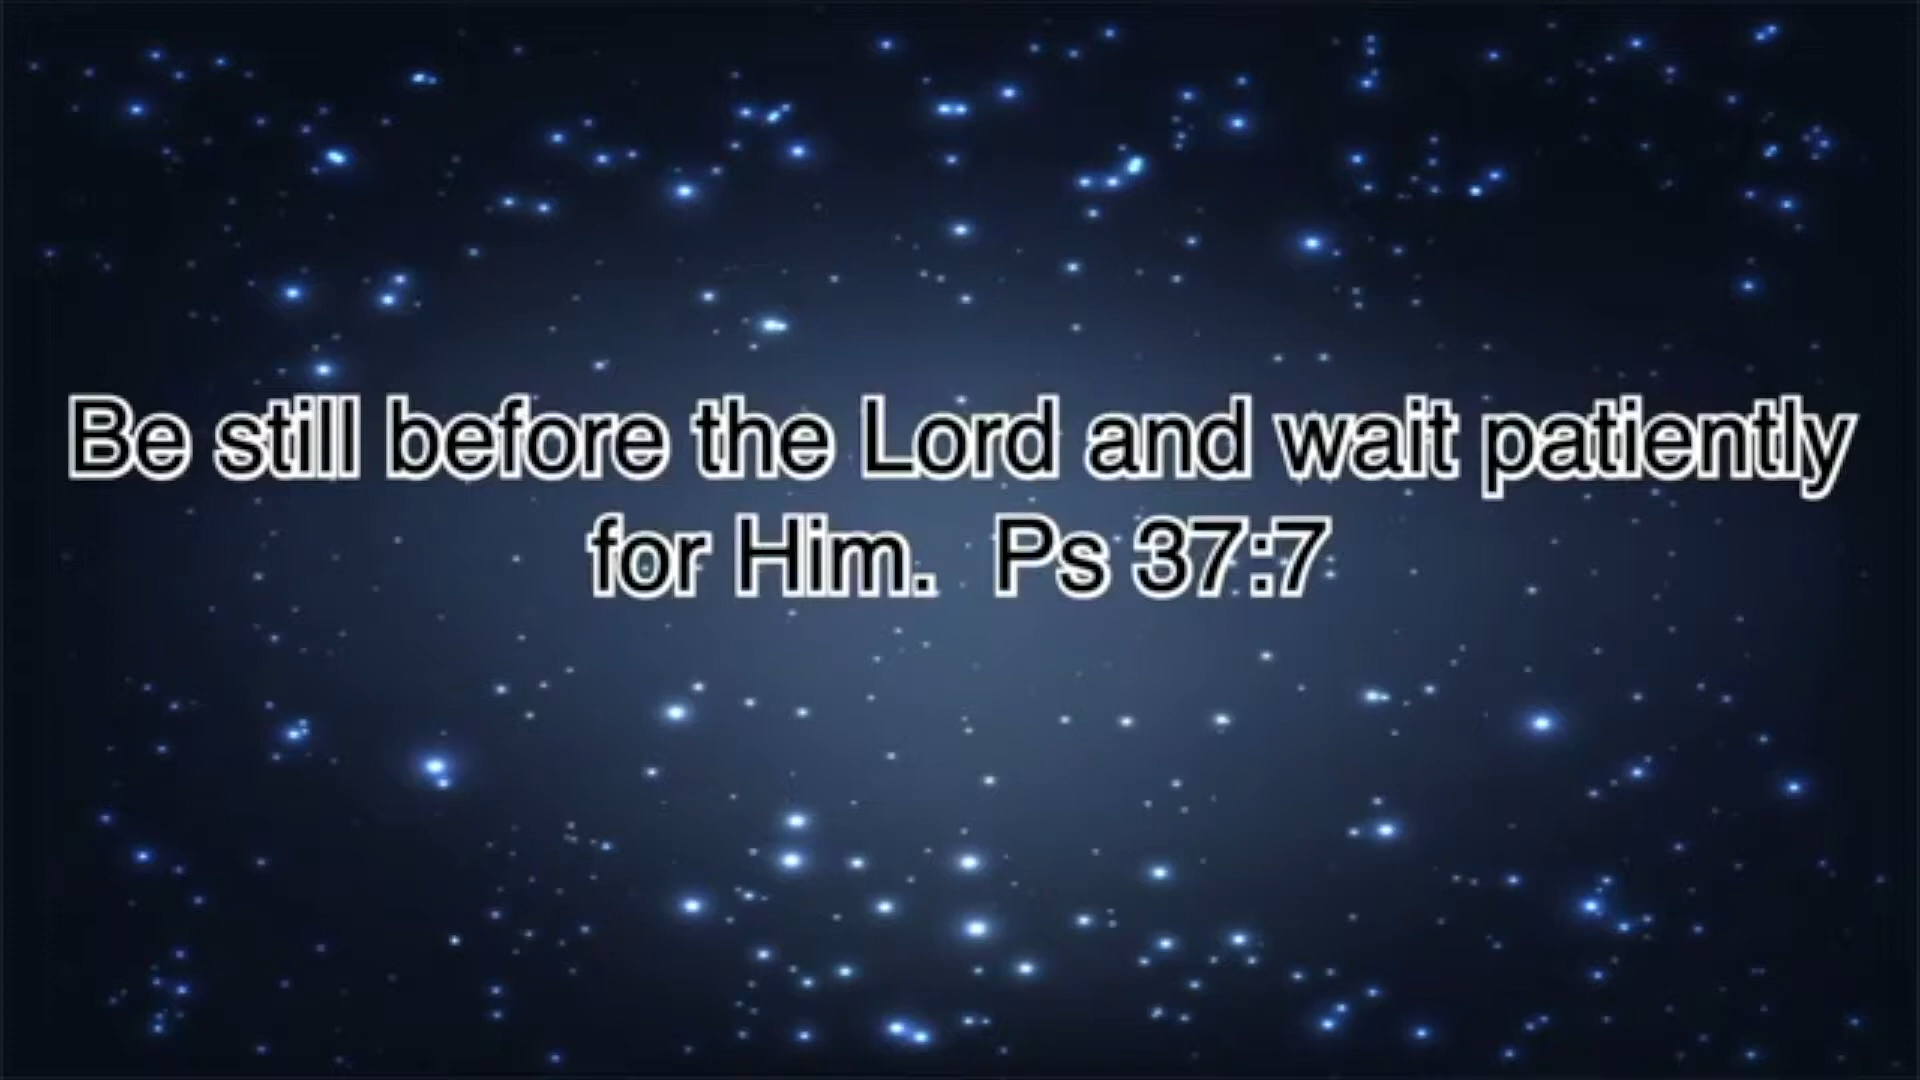 Be still before the Lord and wait patiently
for Him.  Ps 37:7